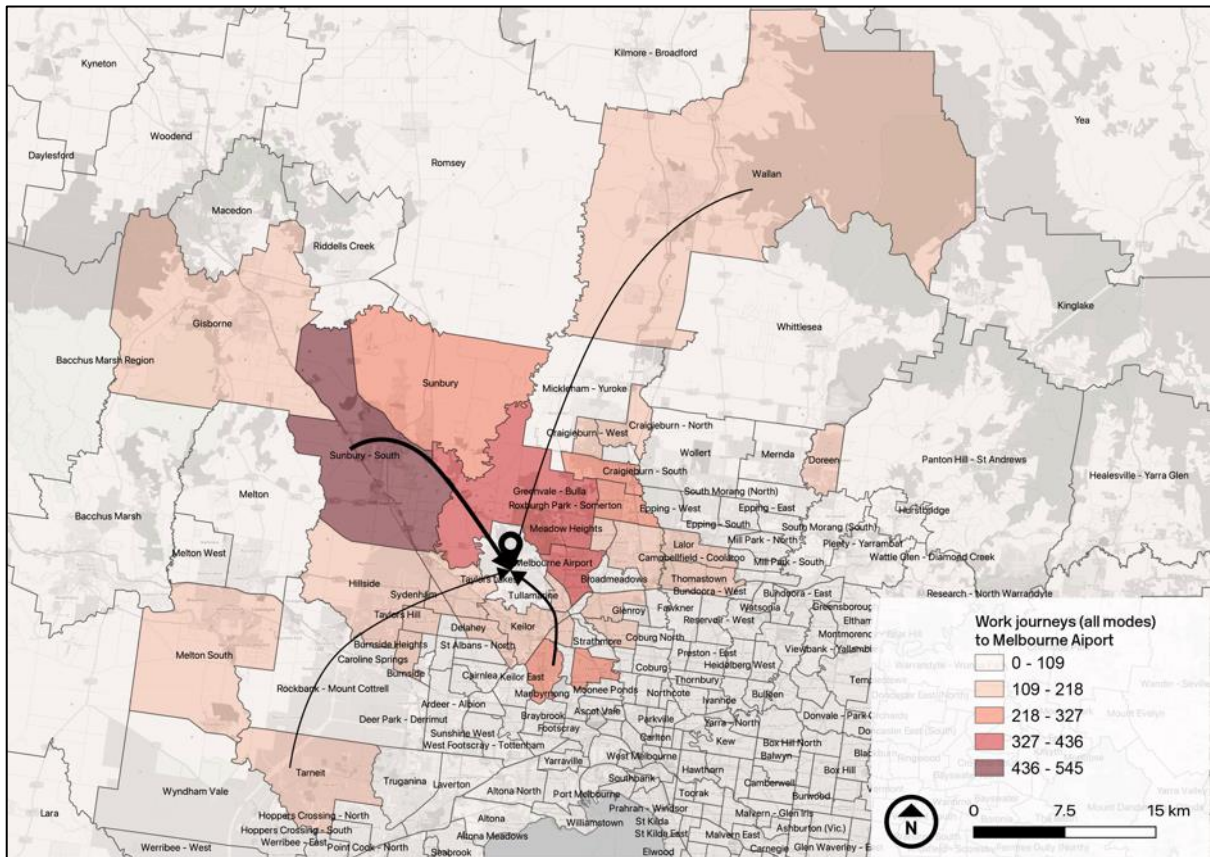 Kyneton
Kilmore - Broadford
Yea
Woodend
Daylesford
Romsey
Wallan
Macedon
Riddells Creek
Kinglake
Gisborne
Whittlesea
Bacchus Marsh Region
Sunbury
Mickleham - Yuroke
Craigieburn - North
Craigieburn - West
Sunbury - South
Wollert
Mernda
Doreen
Panton Hill - St Andrews
Healesville - Yarra Glen
Craigieburn - South
Melton
Greenvale - Bulla
South Morang (North)
Roxburgh Park - Somerton
Epping - West
Epping - East
Hurstbridge
Bacchus Marsh
Meadow Heights
Epping - South
South Morang (South)
Mill Park - North
Plenty - Yarrambat
Melton West
Lalor
Campbellfield - Coolaroo
Mill Park - South
Wattle Glen - Diamond Creek
Melbourne Airport
Hillside
Taylors Lakes
Broadmeadows
Thomastown
Research - North Warrandyte
Sydenham
Tullamarine
Bundoora - West
Bundoora - East
Taylors Hill
Glenroy
Fawkner
Watsonia
Greensborough
Delahey
Keilor
Reservoir - West
Eltham
Burnside Heights
St Albans - North
Strathmore
Coburg North
Montmorency
Melton South
Caroline Springs
Preston - East
Viewbank - Yallambie
Burnside
Cairnlea
Keilor East
Coburg
Heidelberg West
Rockbank - Mount Cottrell
Thornbury
Maribyrnong
Moonee Ponds
Northcote
Ivanhoe
Bulleen
Ardeer - Albion
Ascot Vale
Deer Park - Derrimut
Braybrook
Parkville
Yarra - North
Donvale - Park
Footscray
Sunshine West
Carlton
Kew
Box Hill North
West Footscray - Tottenham
West Melbourne
Balwyn
Tarneit
Yarraville
Hawthorn
Box Hill
Truganina
Laverton
Southbank
Camberwell
Wyndham Vale
Altona North
Port Melbourne
Toorak
Burwood
Lara
Prahran - Windsor
Hoppers Crossing - North
Altona
Williamstown
St Kilda
Malvern - Glen Iris
Hoppers Crossing - South
Altona Meadows
St Kilda East
Malvern East
Ashburton (Vic.)
Werribee - West
Werribee - East
Point Cook - North
Seabrook
Elwood
Carnegie
Glen Waverley - E
Work journeys (all modes)
to Melbourne Aiport
0 - 109
109 - 218
218 - 327
327 - 436
436 - 545
N
0
7.5
15 km